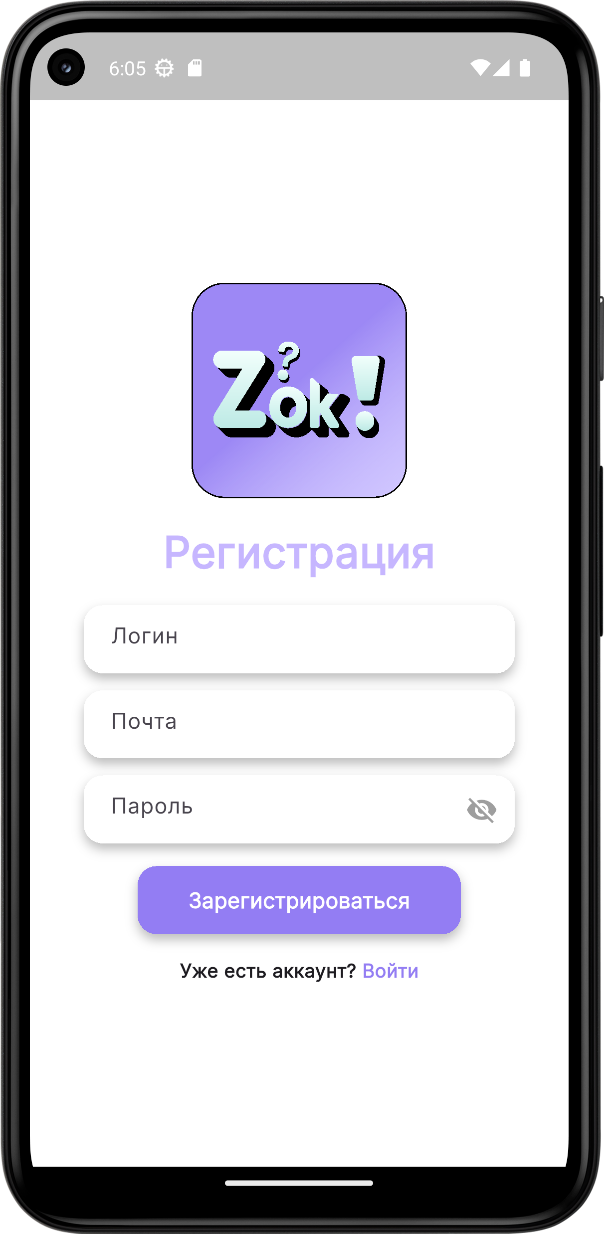 6:05
?
Zok!
Регистрация
Логин
Почта
Пароль
Зарегистрироваться
Уже есть аккаунт? Войти